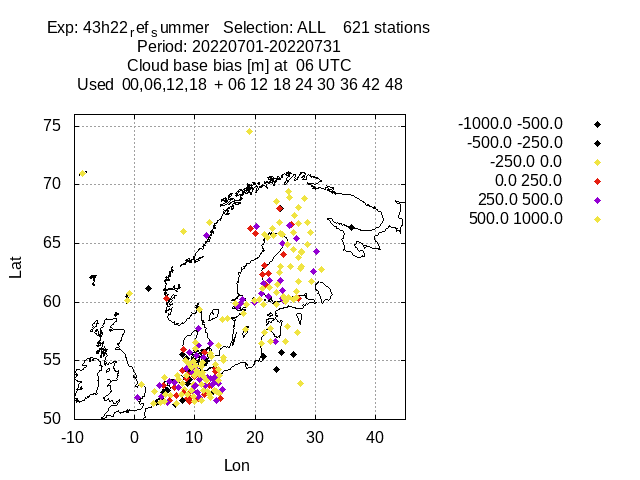 Exp: 43h22ref summer Selection: ALL 621 stations
Period: 20220701-20220731
Cloud base bias [m] at 06 UTC
Used 00,06,12,18 + 06 12 18 24 30 36 42 48
-1000.0 -500.0
-500.0 -250.0
-250.0 0.0
0.0 250.0
250.0 500.0
500.0 1000.0
75
70
65
60
55
50
Lat
-10 0 10 20 30 40
Lon